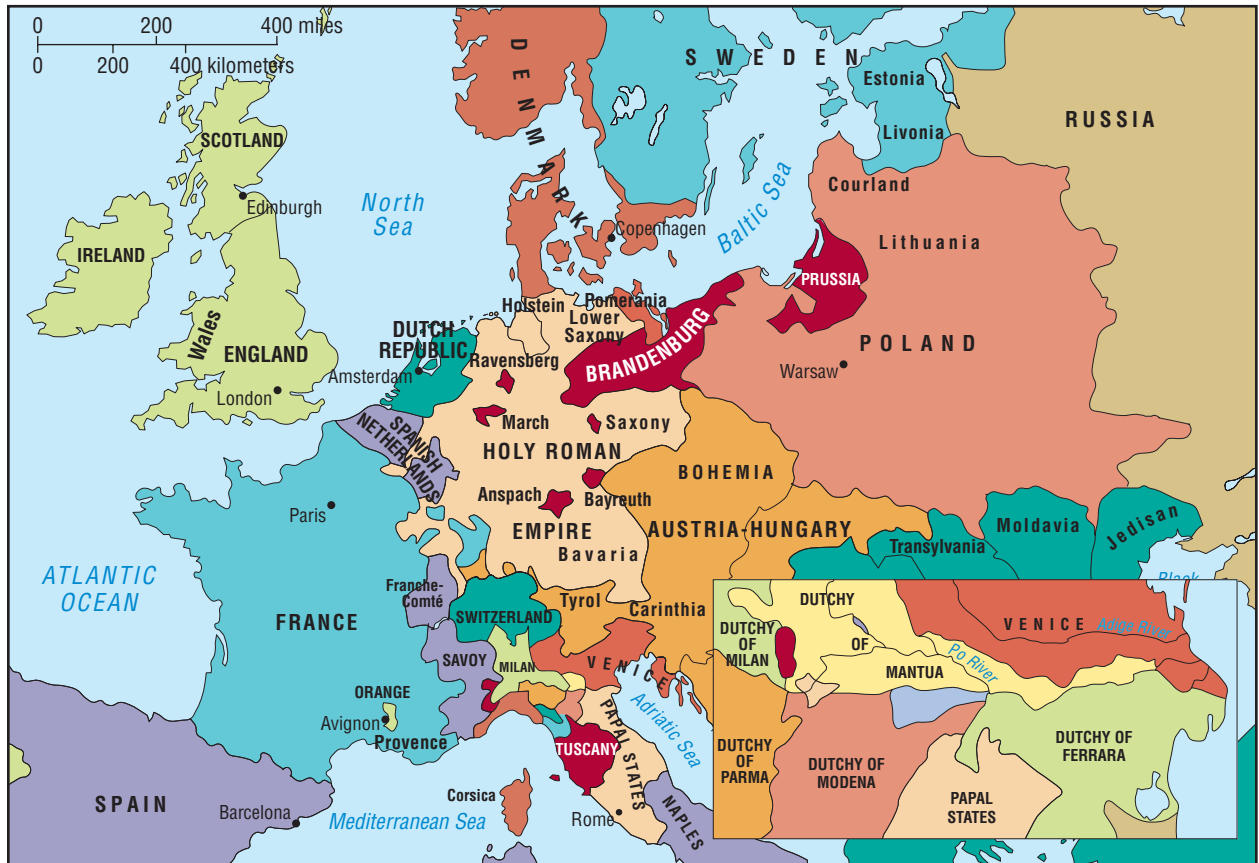 0 200 400 miles
0 200 400 kilometers
DENMARK
SWEDEN
Estonia
Livonia
RUSSIA
SCOTLAND
Edinburgh
North
Sea
Baltic Sea
Courland
Lithuania
Copenhagen
IRELAND
PRUSSIA
Wales
ENGLAND
London
Holstein
Pomerania
Lower
Saxony
DUTCH
REPUBLIC
Amsterdam
Ravensberg
BRANDENBURG
POLAND
Warsaw
March
Saxony
SPANISH
NETHERLANDS
HOLY ROMAN
EMPIRE
BOHEMIA
Anspach
Bayreuth
Paris
AUSTRIA-HUNGARY
Bavaria
Transylvania
Moldavia
Jedisan
Black
ATLANTIC
OCEAN
FRANCE
Franche-
Comté
SWITZERLAND
Tyrol
Carinthia
SAVOY
MILAN
VENICE
ORANGE
Avignon
Provence
PAPAL STATES
Adriatic Sea
TUSCANY
SPAIN
Barcelona
Corsica
Mediterranean Sea
Rome
NAPLES
DUTCHY
OF
MANTUA
DUTCHY
OF
MILAN
VENICE
Adige River
Po River
DUTCHY
OF
PARMA
DUTCHY OF
MODENA
PAPAL
STATES
DUTCHY OF
FERRARA